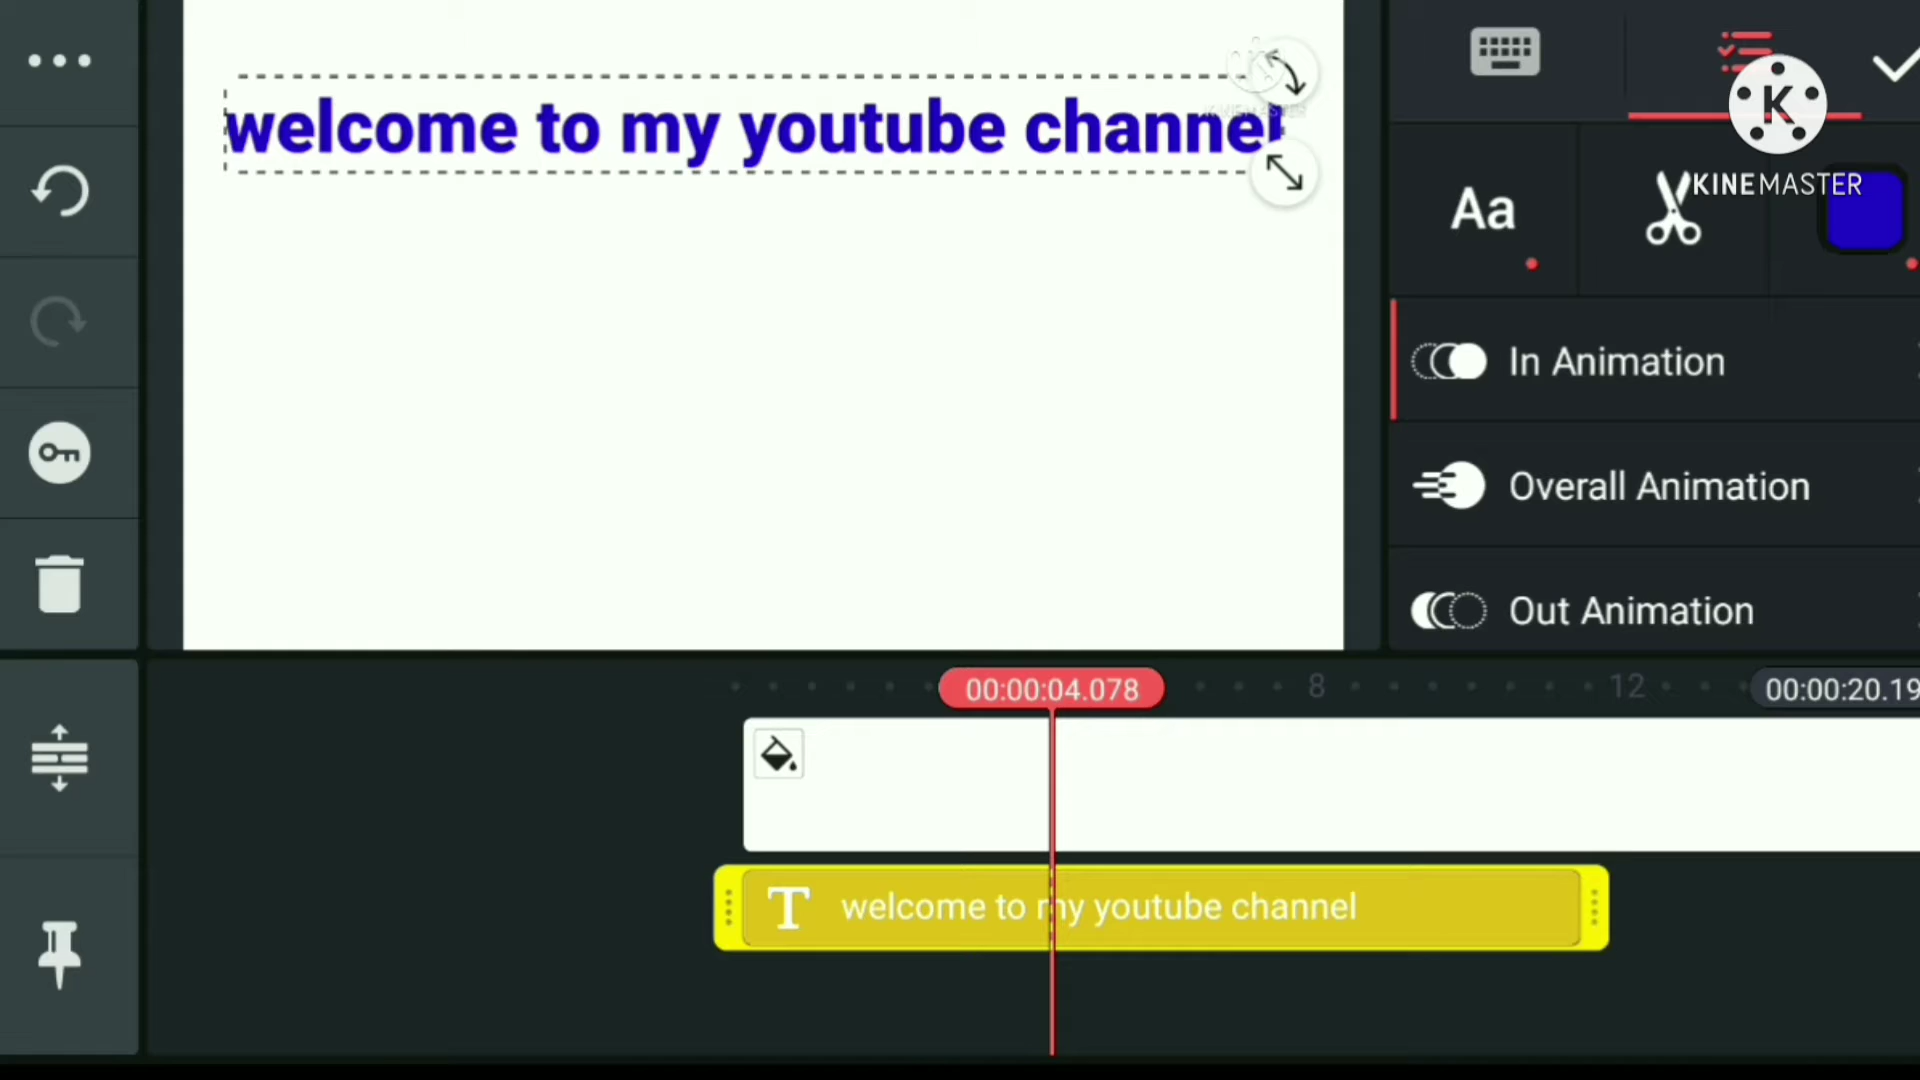 welcome to my youtube channel
KINEMASTER
Aa
In Animation
Overall Animation
Out Animation
00:00:04.078
8
12
00:00:20.19
T welcome to my youtube channel